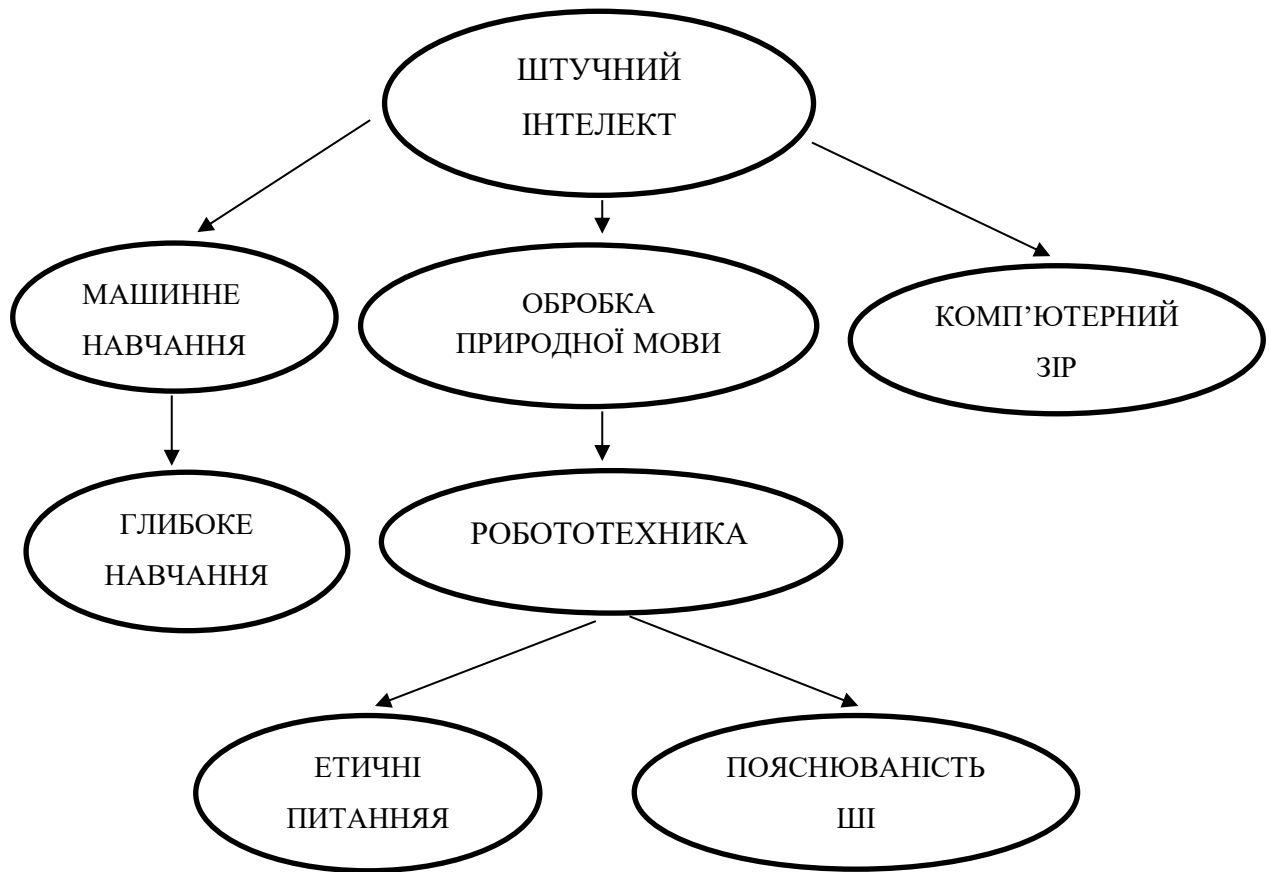 ШТУЧНИЙ
ІНТЕЛЕКТ
МАШИННЕ
НАВЧАННЯ
ОБРОБКА
ПРИРОДНОЇ МОВИ
КОМП’ЮТЕРНИЙ
ЗІР
ГЛИБОКЕ
НАВЧАННЯ
РОБОТОТЕХНИКА
ЕТИЧНІ
ПИТАННЯЯ
ПОЯСНЮВАНІСТЬ
ШІ